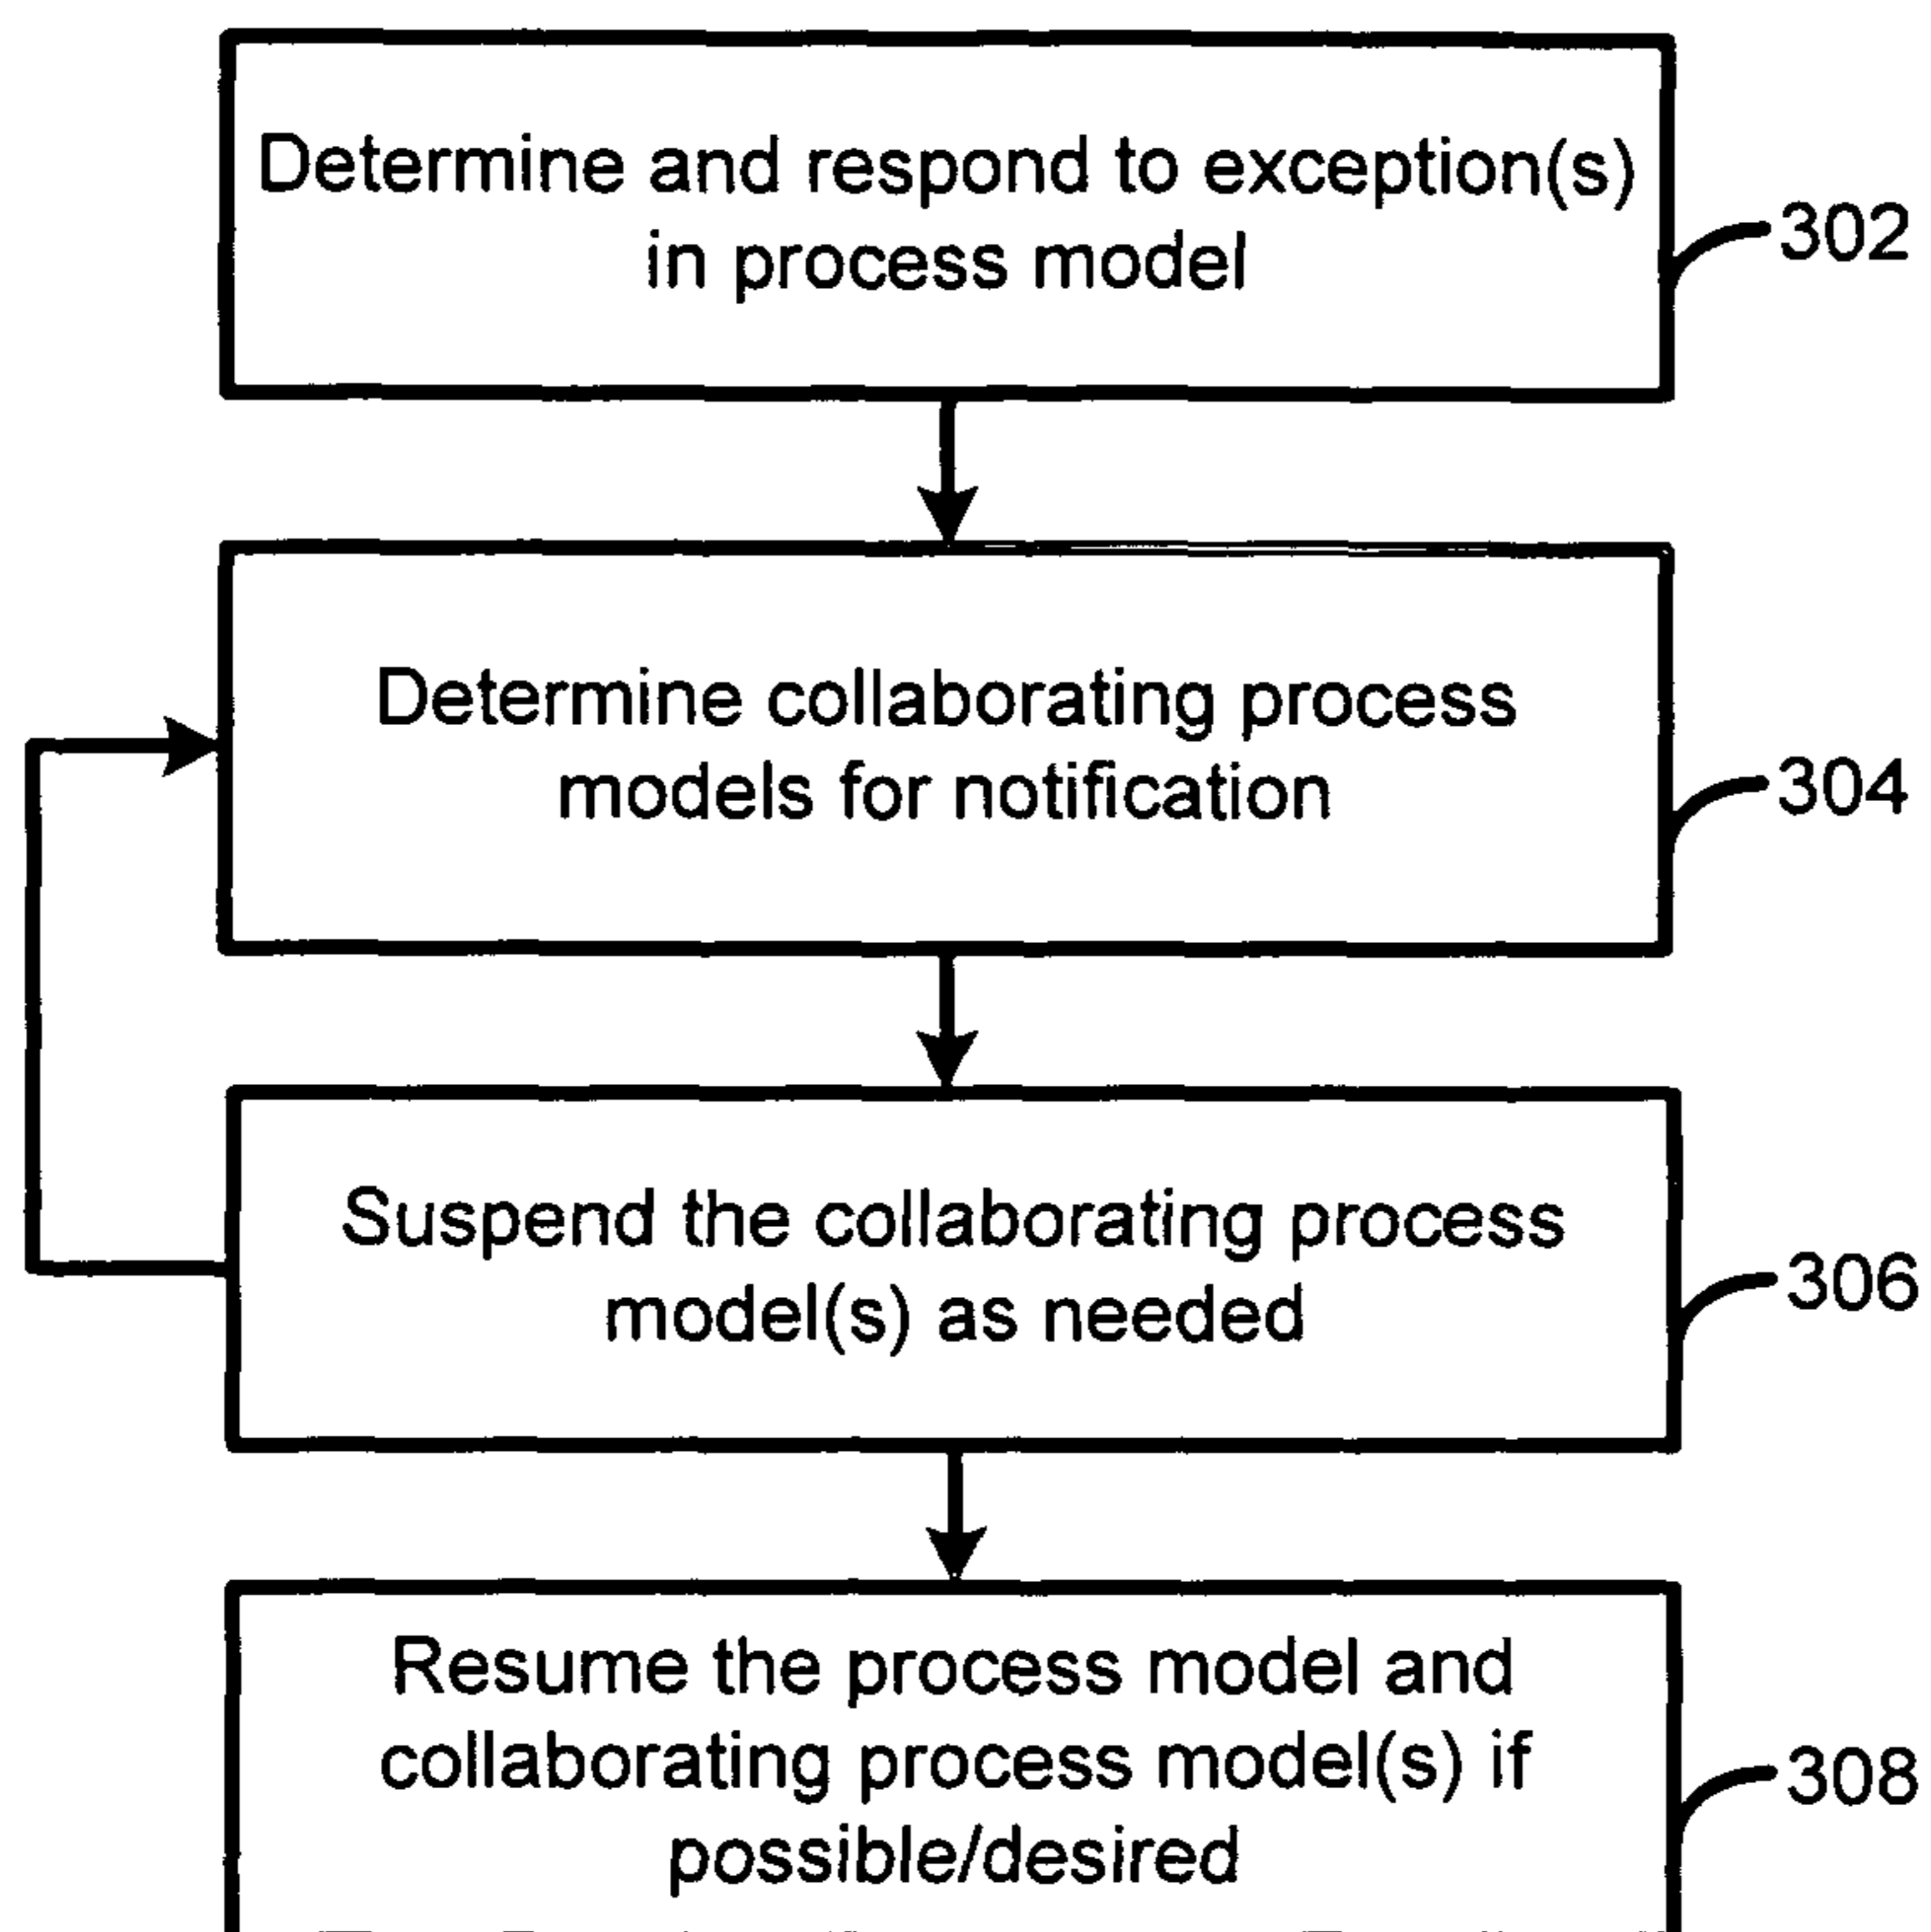 Determine and respond to exception(s)
in process model
302
Determine collaborating process
models for notification
304
Suspend the collaborating process
model(s) as needed
306
Resume the process model and
collaborating process model(s) if
possible/desired
308